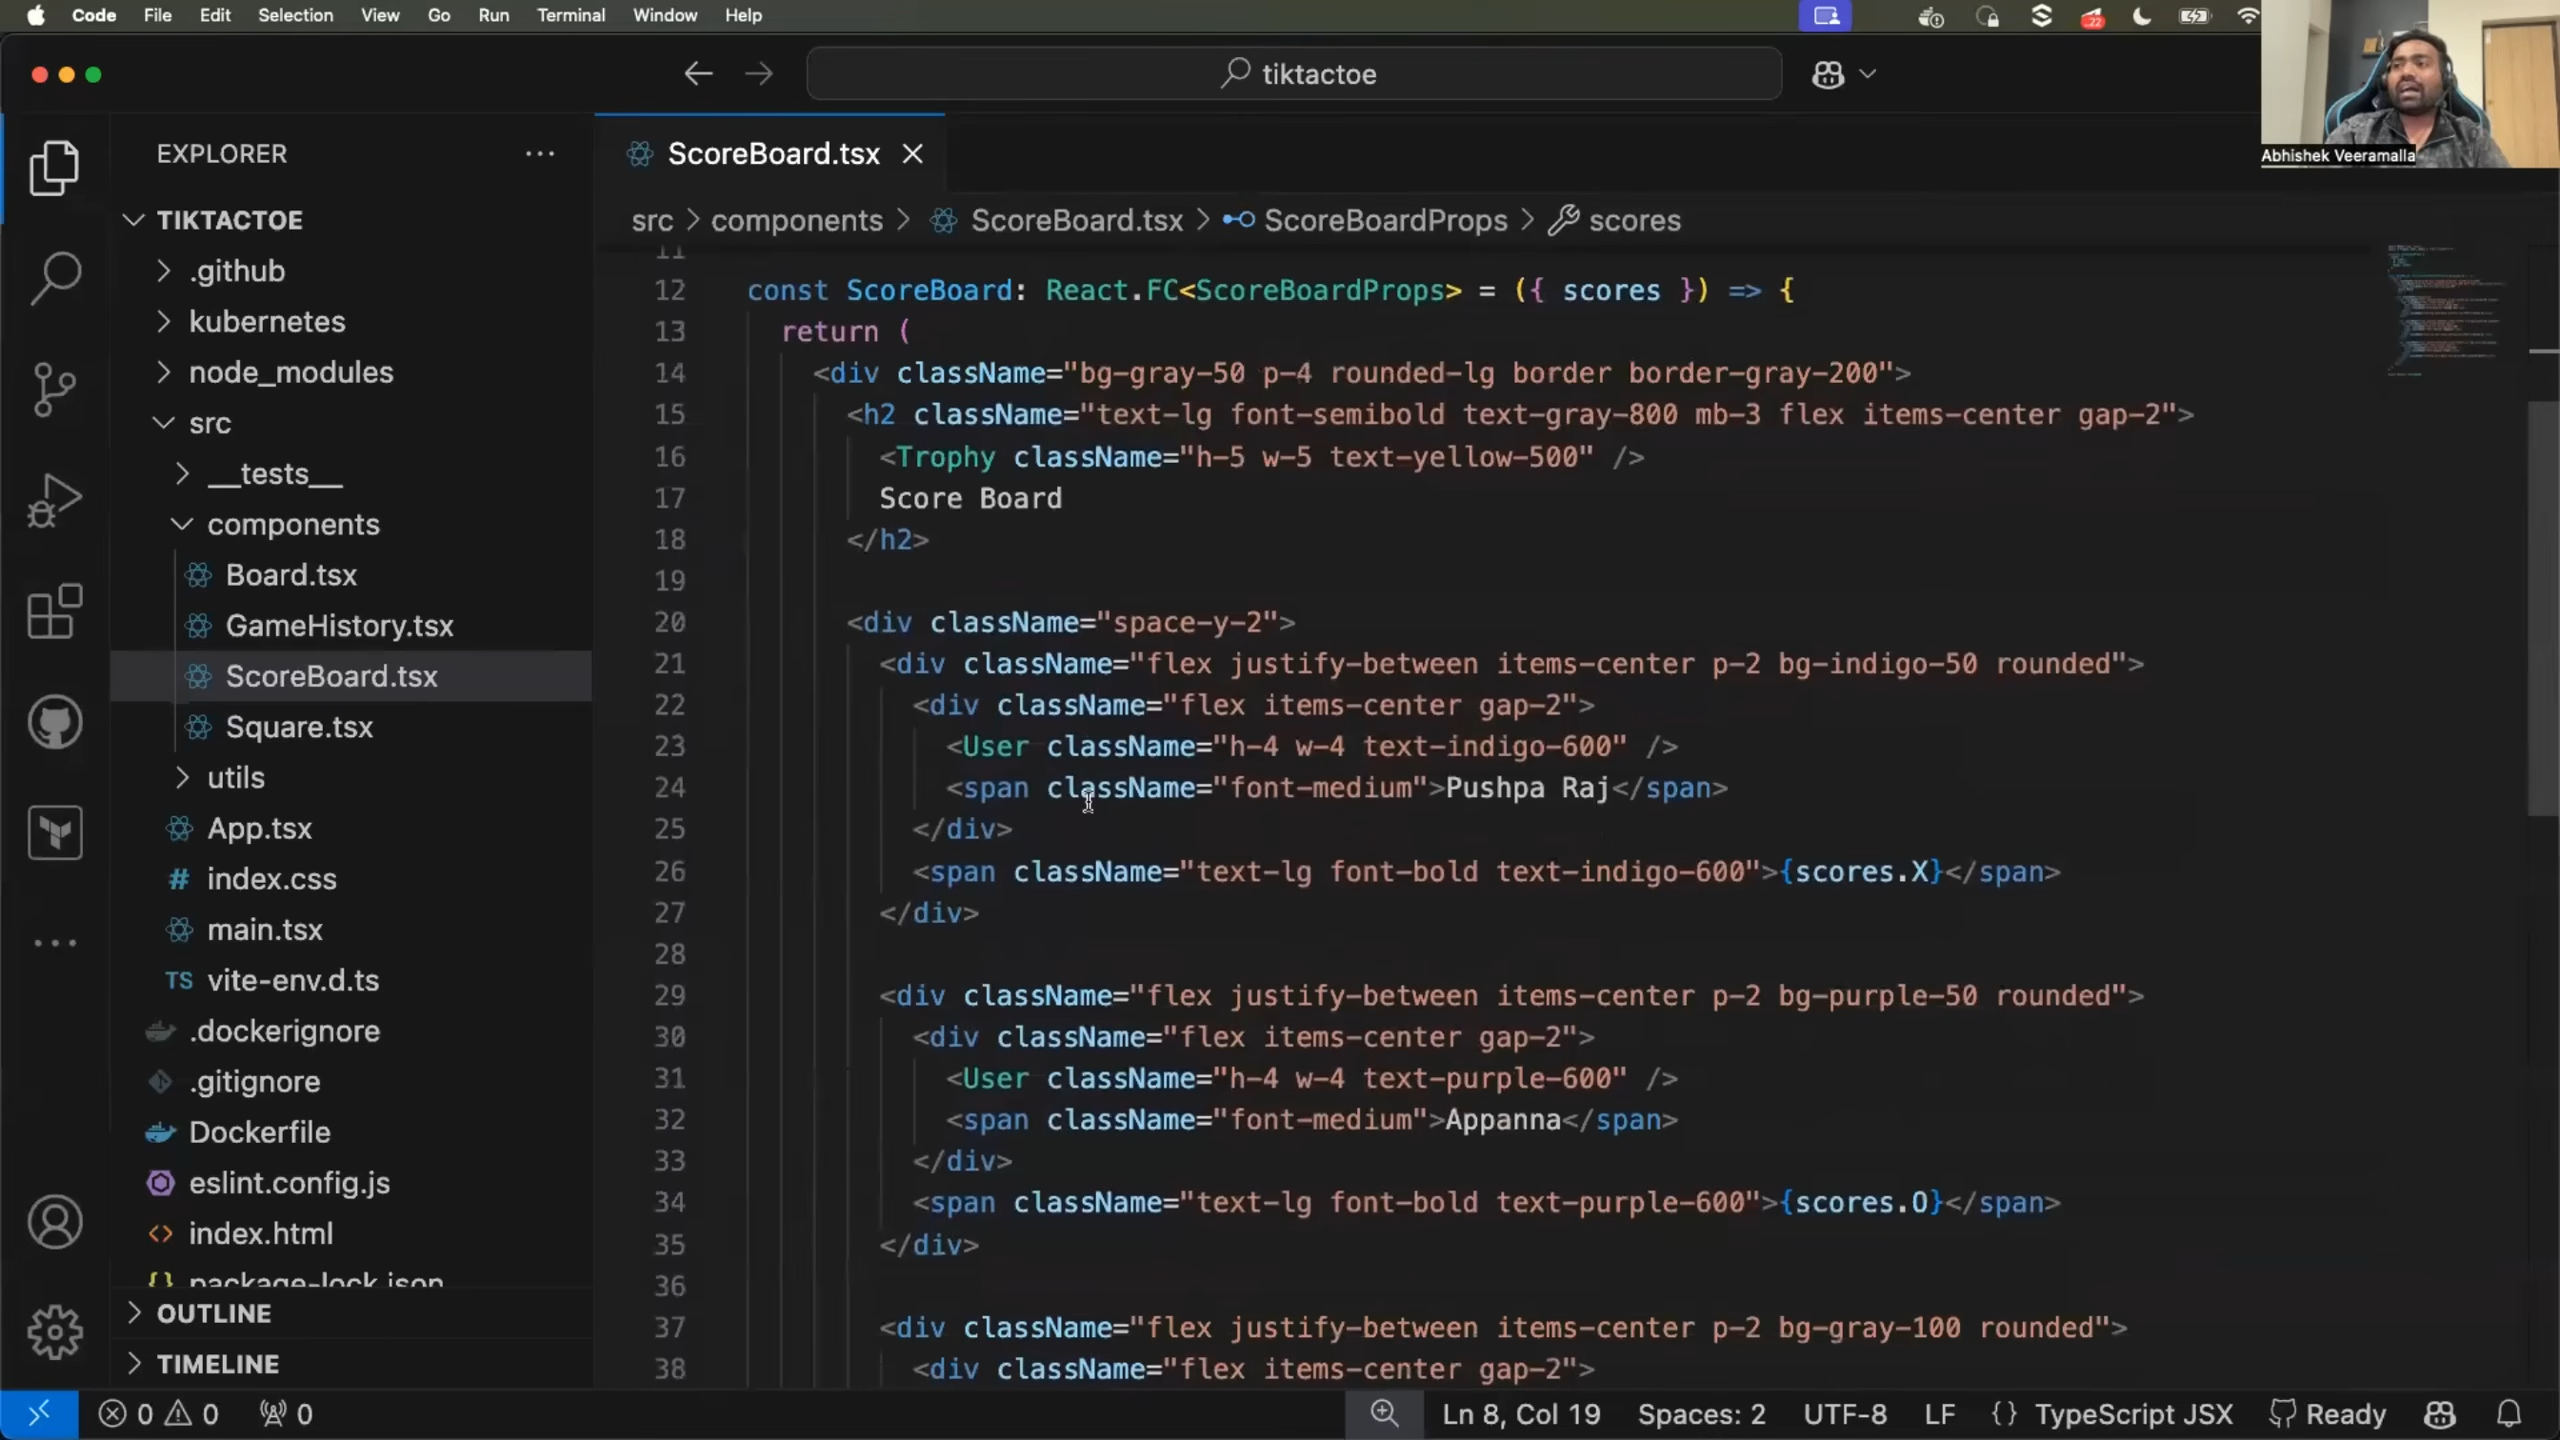 Code File Edit Selection View Go Run Terminal Window Help
22
tiktactoe
Abhishek Veeramalla
EXPLORER
TIKTACTOE
.github
kubernetes
node_modules
src
__tests__
components
Board.tsx
GameHistory.tsx
ScoreBoard.tsx
Square.tsx
utils
App.tsx
# index.css
main.tsx
TS vite-env.d.ts
.dockerignore
.gitignore
Dockerfile
eslint.config.js
<> index.html
{} package-lock.json
OUTLINE
TIMELINE
ScoreBoard.tsx
src > components > ScoreBoard.tsx > ScoreBoardProps > scores
11
12 const ScoreBoard: React.FC<ScoreBoardProps> = ({ scores }) => {
13 return (
14 <div className="bg-gray-50 p-4 rounded-lg border border-gray-200">
15 <h2 className="text-lg font-semibold text-gray-800 mb-3 flex items-center gap-2">
16 <Trophy className="h-5 w-5 text-yellow-500" />
17 Score Board
18 </h2>
19
20 <div className="space-y-2">
21 <div className="flex justify-between items-center p-2 bg-indigo-50 rounded">
22 <div className="flex items-center gap-2">
23 <User className="h-4 w-4 text-indigo-600" />
24 <span className="font-medium">Pushpa Raj</span>
25 </div>
26 <span className="text-lg font-bold text-indigo-600">{scores.X}</span>
27 </div>
28
29 <div className="flex justify-between items-center p-2 bg-purple-50 rounded">
30 <div className="flex items-center gap-2">
31 <User className="h-4 w-4 text-purple-600" />
32 <span className="font-medium">Appanna</span>
33 </div>
34 <span className="text-lg font-bold text-purple-600">{scores.O}</span>
35 </div>
36
37 <div className="flex justify-between items-center p-2 bg-gray-100 rounded">
38 <div className="flex items-center gap-2">
0 0 0 Ln 8, Col 19 Spaces: 2 UTF-8 LF {} TypeScript JSX Ready